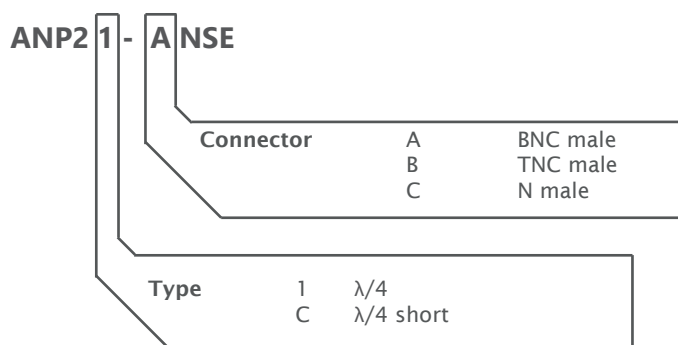 ANP21-ANSE
Connector A BNC male
B TNC male
C N male
Type 1 λ/4
C λ/4 short